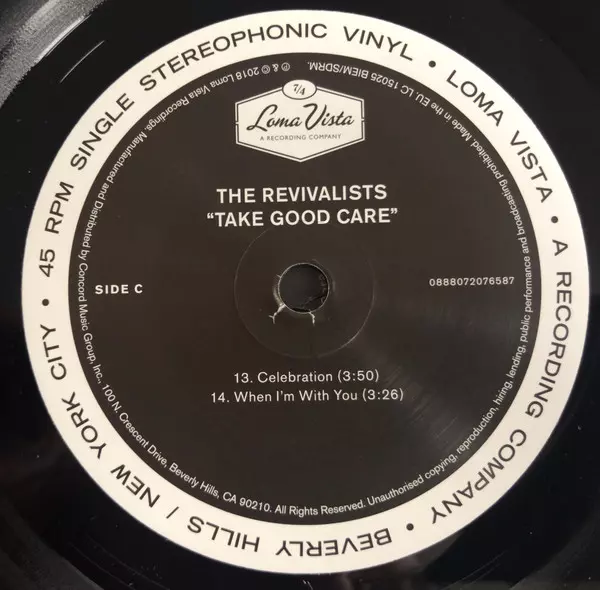 45 RPM SINGLE STEREOPHONIC VINYL • LOMA VISTA • A RECORDING COMPANY • BEVERLY HILLS / NEW YORK CITY •
℗ & © 2018 Loma Vista Recordings. Manufactured and Distributed by Concord Music Group, Inc., 100 N. Crescent Drive, Beverly Hills, CA 90210. All Rights Reserved. Unauthorised copying, reproduction, hiring, lending, public performance and broadcasting prohibited. Made in the EU. LC 15025 BIEM/SDRM.
7/4
Loma Vista
A RECORDING COMPANY
THE REVIVALISTS
“TAKE GOOD CARE”
SIDE C
0888072076587
13. Celebration (3:50)
14. When I'm With You (3:26)